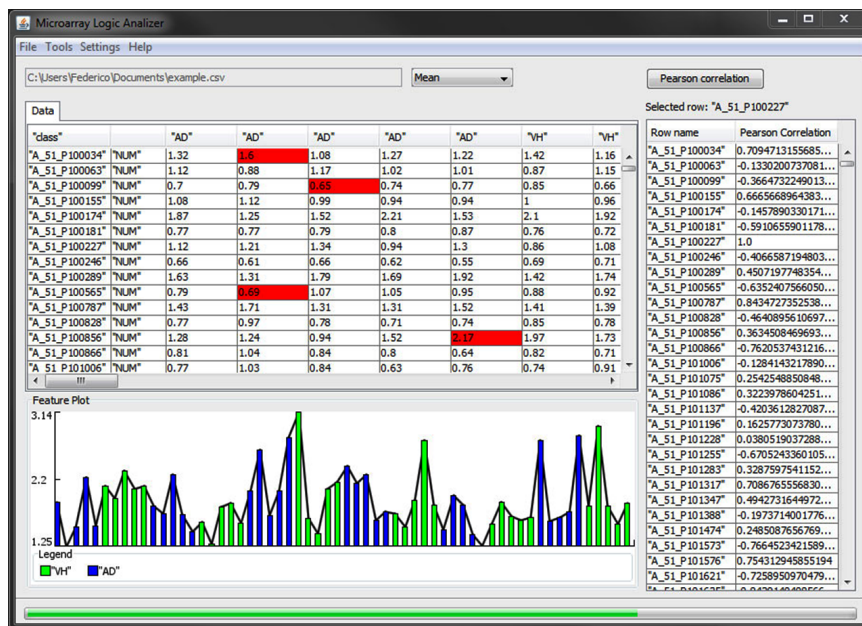 Microarray Logic Analizer
File Tools Settings Help
C:\Users\Federico\Documents\example.csv
Mean
Pearson correlation
Data
Selected row: "A_51_P100227"
"class" "AD" "AD" "AD" "AD" "AD" "VH" "VH"
"A_51_P100034" "NUM" 1.32 1.6 1.08 1.27 1.22 1.42 1.16
"A_51_P100063" "NUM" 1.12 0.88 1.17 1.02 1.01 0.87 1.15
"A_51_P100099" "NUM" 0.7 0.79 0.65 0.74 0.77 0.85 0.66
"A_51_P100155" "NUM" 1.08 1.12 0.99 0.94 0.94 1 0.96
"A_51_P100174" "NUM" 1.87 1.25 1.52 2.21 1.53 2.1 1.92
"A_51_P100181" "NUM" 0.77 0.77 0.79 0.8 0.87 0.76 0.72
"A_51_P100227" "NUM" 1.12 1.21 1.34 0.94 1.3 0.86 1.08
"A_51_P100246" "NUM" 0.66 0.61 0.66 0.62 0.55 0.69 0.71
"A_51_P100289" "NUM" 1.63 1.31 1.79 1.69 1.92 1.42 1.74
"A_51_P100565" "NUM" 0.79 0.69 1.07 1.05 0.95 0.88 0.92
"A_51_P100787" "NUM" 1.43 1.71 1.31 1.31 1.52 1.41 1.39
"A_51_P100828" "NUM" 0.77 0.97 0.78 0.71 0.74 0.85 0.78
"A_51_P100856" "NUM" 1.28 1.24 0.94 1.52 2.17 1.97 1.73
"A_51_P100866" "NUM" 0.81 1.04 0.84 0.8 0.64 0.82 0.71
"A_51_P101006" "NUM" 0.77 1.03 0.84 0.63 0.76 0.74 0.91
Row name Pearson Correlation
"A_51_P100034" 0.7094713155685...
"A_51_P100063" -0.1330200737081...
"A_51_P100099" -0.3664732249013...
"A_51_P100155" 0.6665668964383...
"A_51_P100174" -0.1457890330171...
"A_51_P100181" -0.5910655901178...
"A_51_P100227" 1.0
"A_51_P100246" -0.4066587194803...
"A_51_P100289" 0.4507197748354...
"A_51_P100565" -0.6352407566050...
"A_51_P100787" 0.8434727352538...
"A_51_P100828" -0.4640895610697...
"A_51_P100856" 0.3634508469693...
"A_51_P100866" -0.7620537431216...
"A_51_P101006" -0.1284143217890...
"A_51_P101075" 0.2542548850848...
"A_51_P101086" 0.3223978604251...
"A_51_P101137" -0.4203612827087...
"A_51_P101196" 0.1625773073780...
"A_51_P101228" 0.0380519037288...
"A_51_P101255" -0.6705243360105...
"A_51_P101283" 0.3287597541152...
"A_51_P101317" 0.7086765556830...
"A_51_P101347" 0.4942731644972...
"A_51_P101388" -0.1973714001776...
"A_51_P101474" 0.2485087656769...
"A_51_P101573" -0.7664523421589...
"A_51_P101576" 0.754312945855194
"A_51_P101621" -0.7258950970479...
Feature Plot
3.14
2.2
1.25
Legend
"VH" "AD"